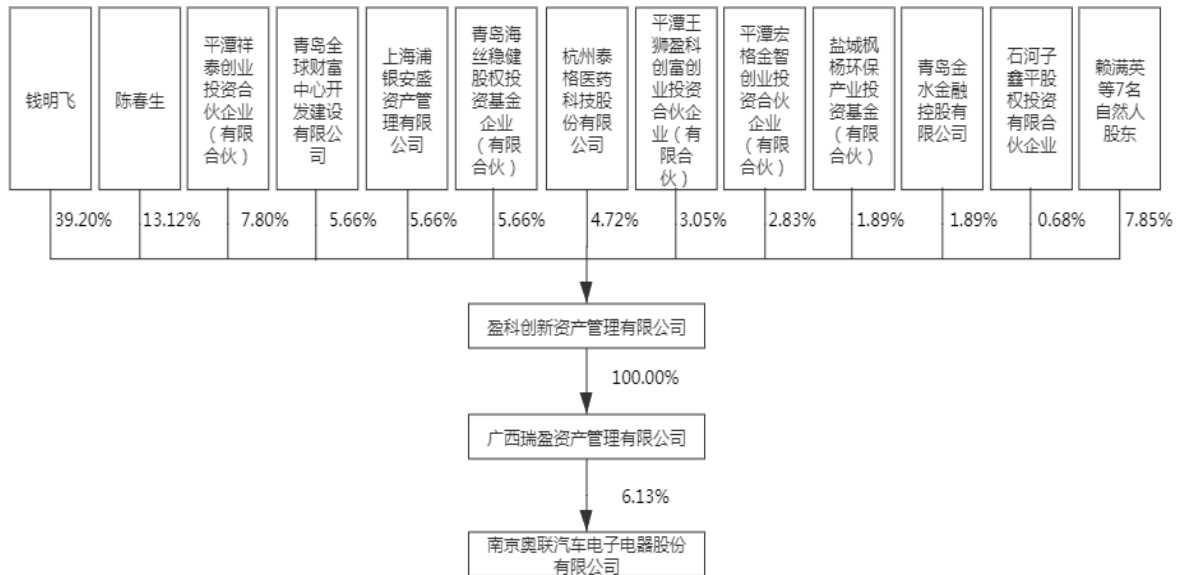 钱明飞
陈春生
平潭祥
泰创业
投资合
伙企业
（有限
合伙）
青岛全
球财富
中心开
发建设
有限公
司
上海浦
银安盛
资产管
理有限
公司
青岛海
丝稳健
股权投
资基金
企业
（有限
合伙）
杭州泰
格医药
科技股
份有限
公司
平潭王
狮盈科
创富创
业投资
合伙企
业（有
限合
伙）
平潭宏
格金智
创业投
资合伙
企业
（有限
合伙）
盐城枫
杨环保
产业投
资基金
（有限
合伙）
青岛金
水金融
控股有
限公司
石河子
鑫平股
权投资
有限合
伙企业
赖满英
等7名
自然人
股东
39.20%
13.12%
7.80%
5.66%
5.66%
5.66%
4.72%
3.05%
2.83%
1.89%
1.89%
0.68%
7.85%
盈科创新资产管理有限公司
100.00%
广西瑞盈资产管理有限公司
6.13%
南京奥联汽车电子电器股份
有限公司